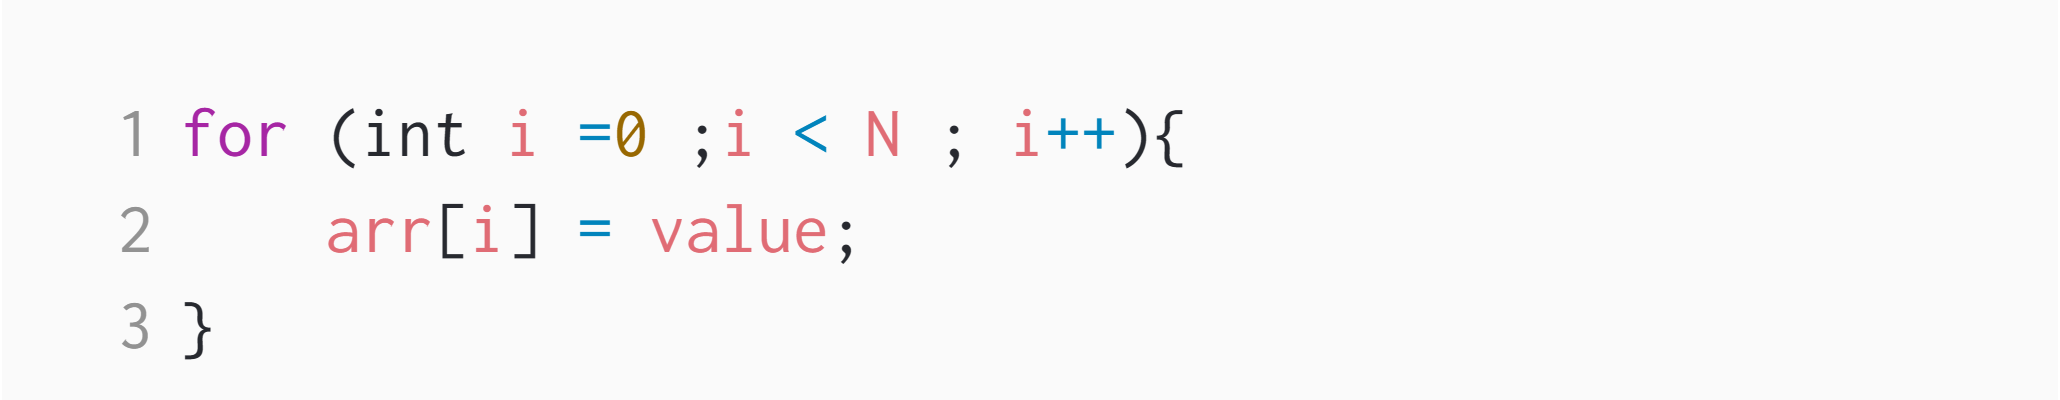 1 for (int i =0 ;i < N ; i++){
2     arr[i] = value;
3 }